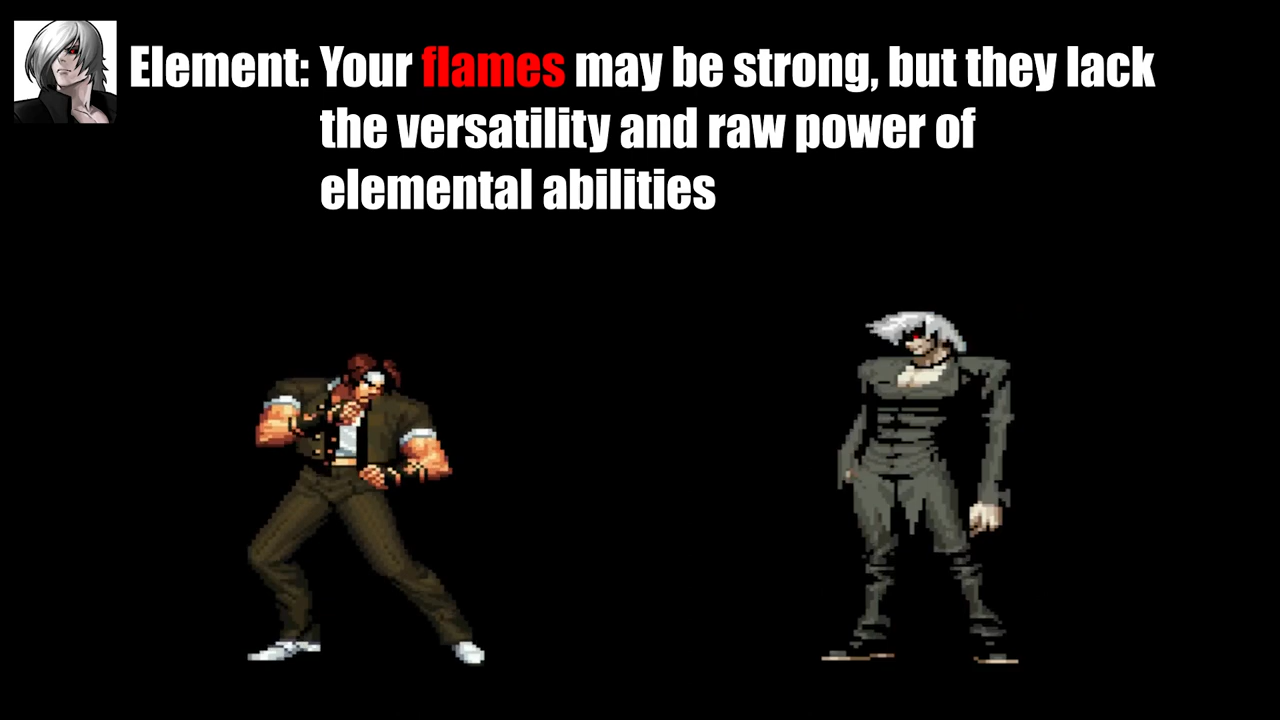 Element: Your flames may be strong, but they lack
the versatility and raw power of
elemental abilities